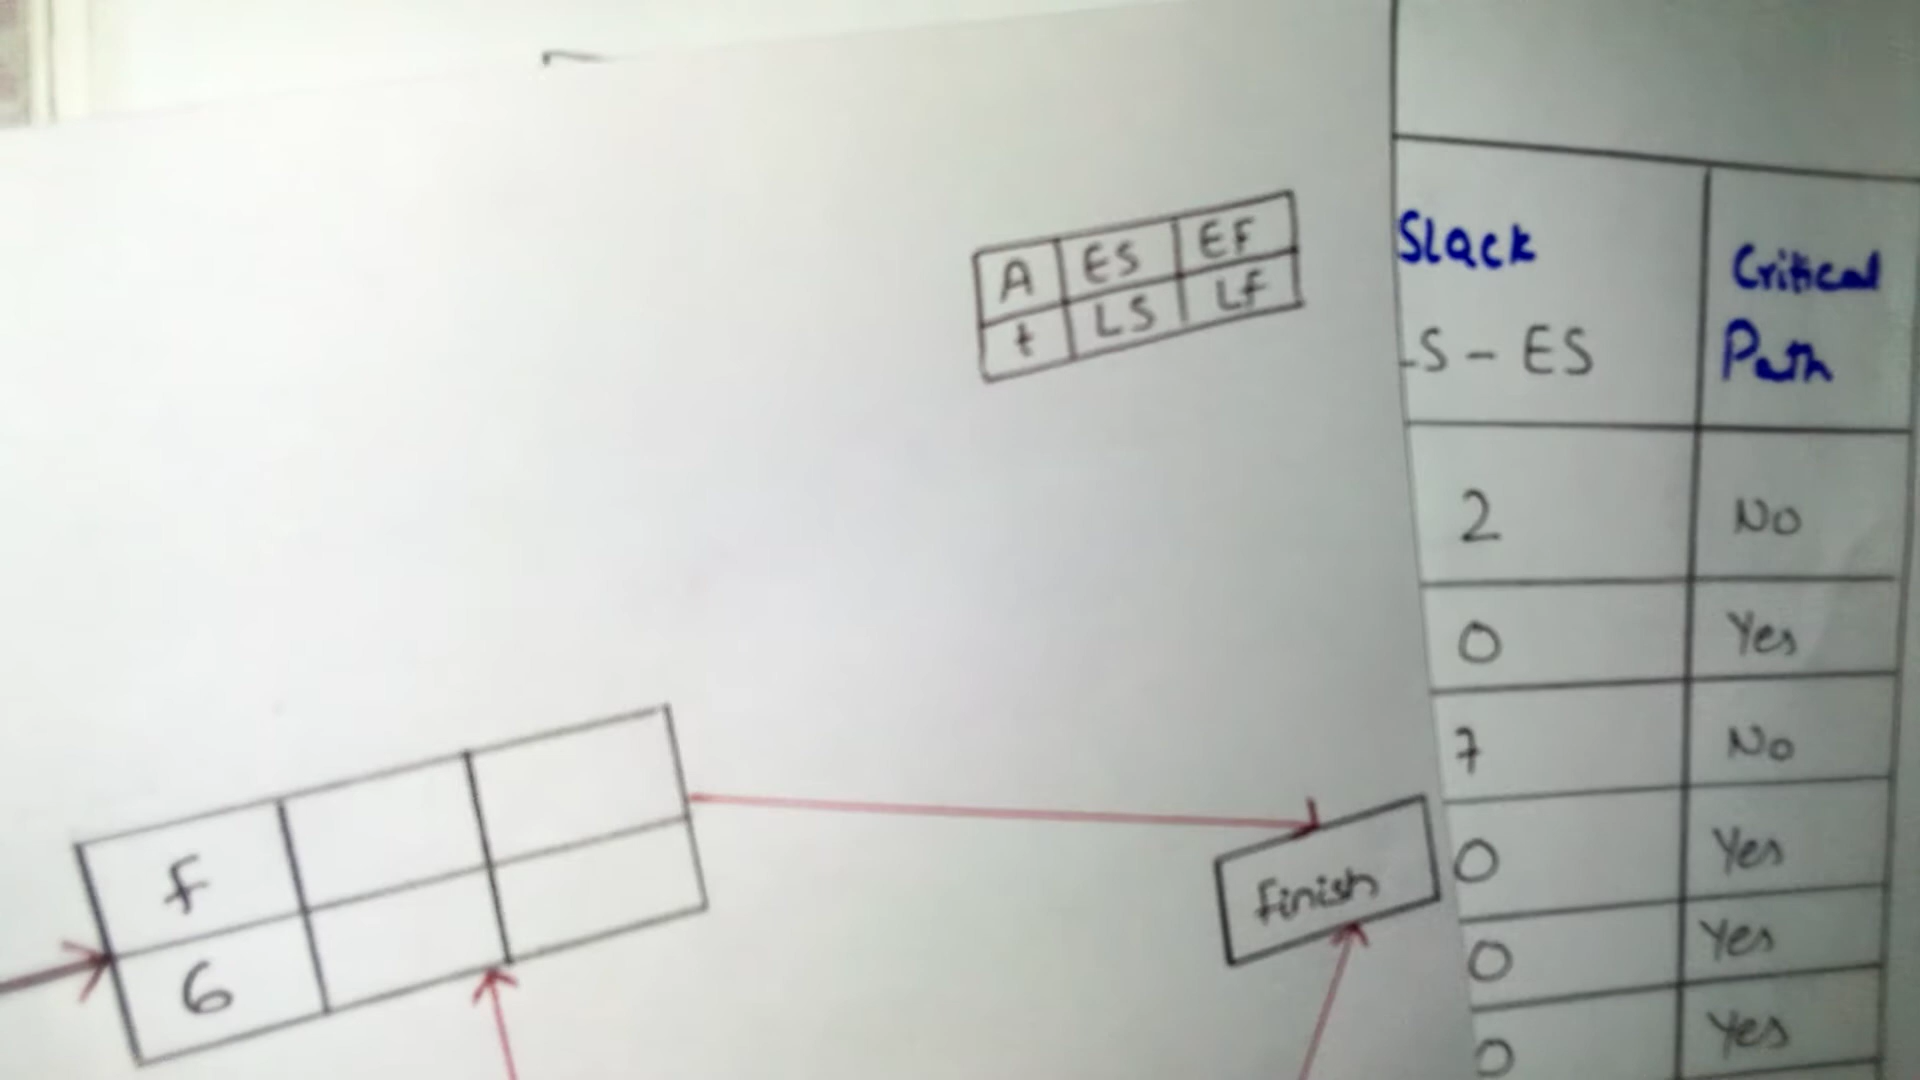 A ES EF
t LS LF
f
6
Finish
Slack Critical
LS - ES Path
2 No
0 Yes
7 No
0 Yes
0 Yes
0 Yes